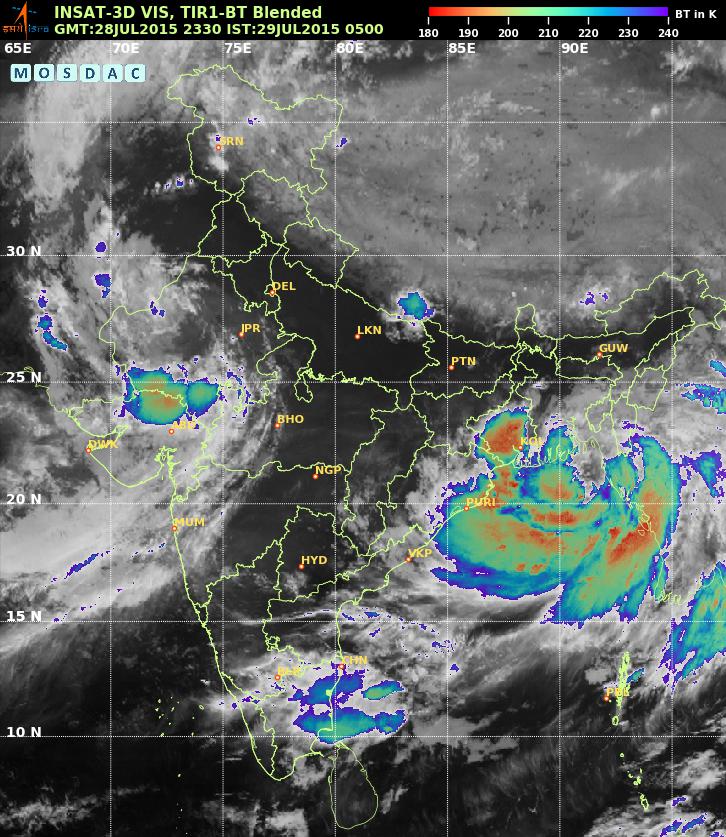 INSAT-3D VIS, TIR1-BT Blended
GMT:28JUL2015 2330 IST:29JUL2015 0500
BT in K
180 190 200 210 220 230 240
65E 70E 75E 80E 85E 90E
M O S D A C
SRN
30 N
DEL
JPR
LKN
GUW
PTN
25 N
BHO
KOL
DWK
NGP
20 N
PURI
MUM
VKP
HYD
15 N
CHN
PBL
10 N